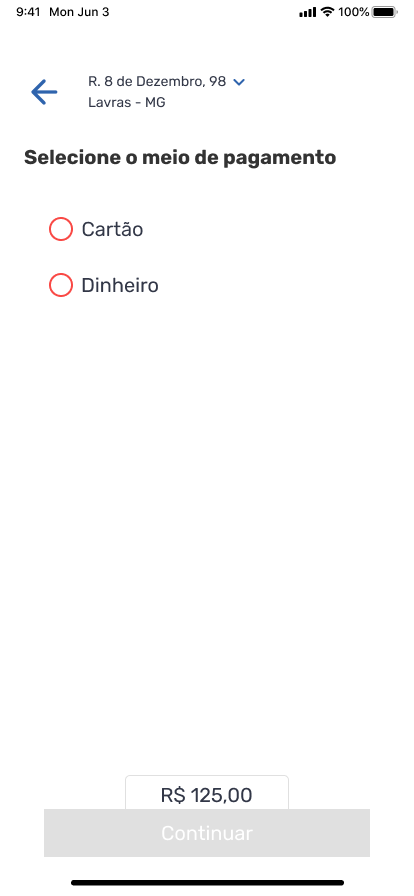 9:41 Mon Jun 3 100%
R. 8 de Dezembro, 98
Lavras - MG
Selecione o meio de pagamento
Cartão
Dinheiro
R$ 125,00
Continuar